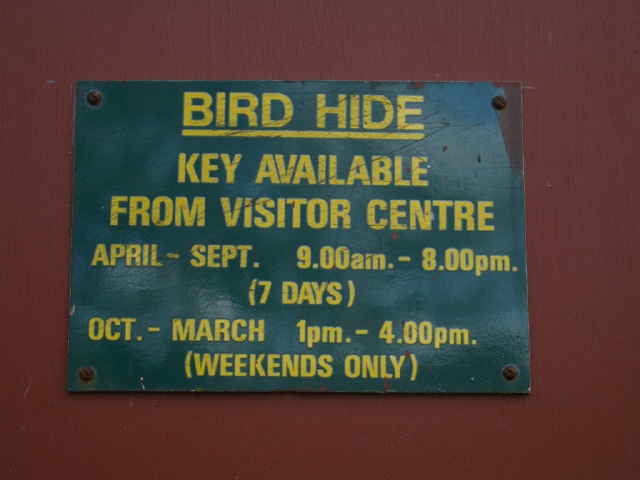 BIRD HIDE
KEY AVAILABLE
FROM VISITOR CENTRE
APRIL - SEPT. 9.00am. - 8.00pm.
(7 DAYS)
OCT. - MARCH 1pm. - 4.00pm.
(WEEKENDS ONLY)